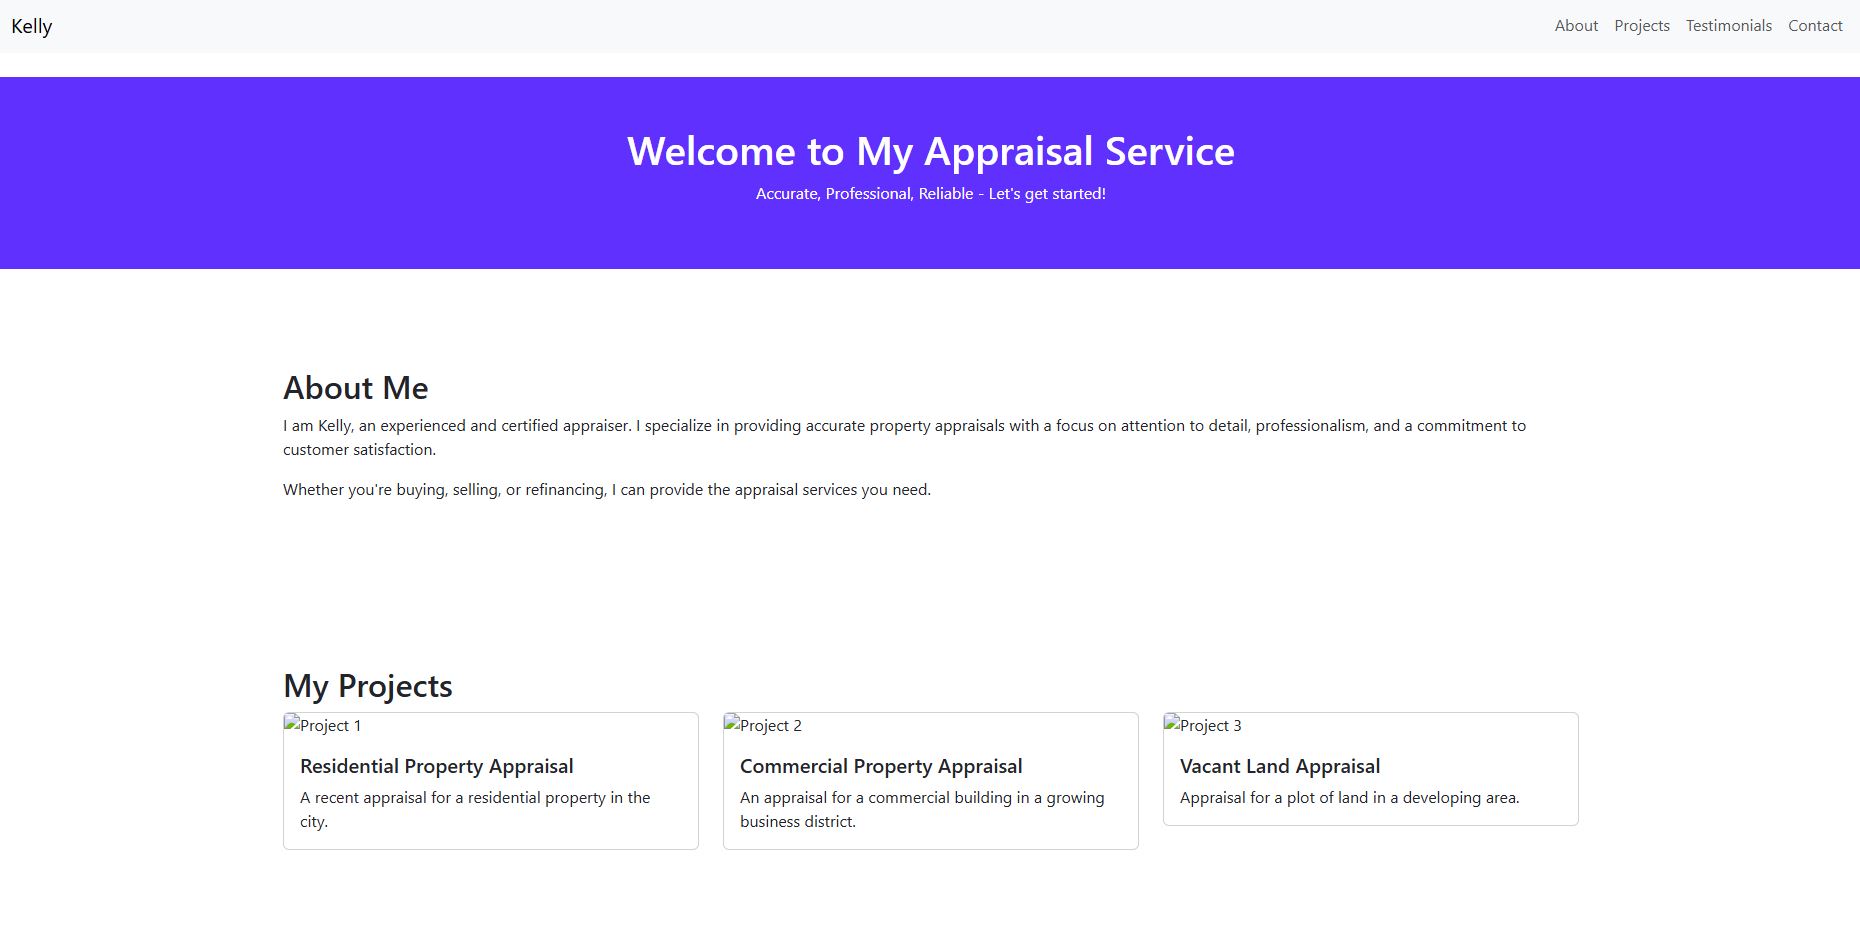 Kelly
About Projects Testimonials Contact
Welcome to My Appraisal Service
Accurate, Professional, Reliable - Let's get started!
About Me
I am Kelly, an experienced and certified appraiser. I specialize in providing accurate property appraisals with a focus on attention to detail, professionalism, and a commitment to
customer satisfaction.
Whether you're buying, selling, or refinancing, I can provide the appraisal services you need.
My Projects
Project 1
Residential Property Appraisal
A recent appraisal for a residential property in the
city.
Project 2
Commercial Property Appraisal
An appraisal for a commercial building in a growing
business district.
Project 3
Vacant Land Appraisal
Appraisal for a plot of land in a developing area.